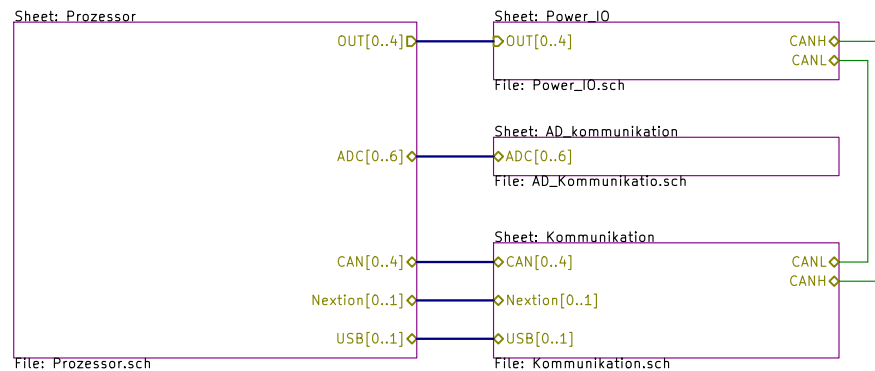 Sheet: Prozessor
OUT[0..4]
ADC[0..6]
CAN[0..4]
Nextion[0..1]
USB[0..1]
File: Prozessor.sch
Sheet: Power_IO
OUT[0..4]
CANH
CANL
File: Power_IO.sch
Sheet: AD_kommunikation
ADC[0..6]
File: AD_Kommunikatio.sch
Sheet: Kommunikation
CAN[0..4]
CANL
CANH
Nextion[0..1]
USB[0..1]
File: Kommunikation.sch